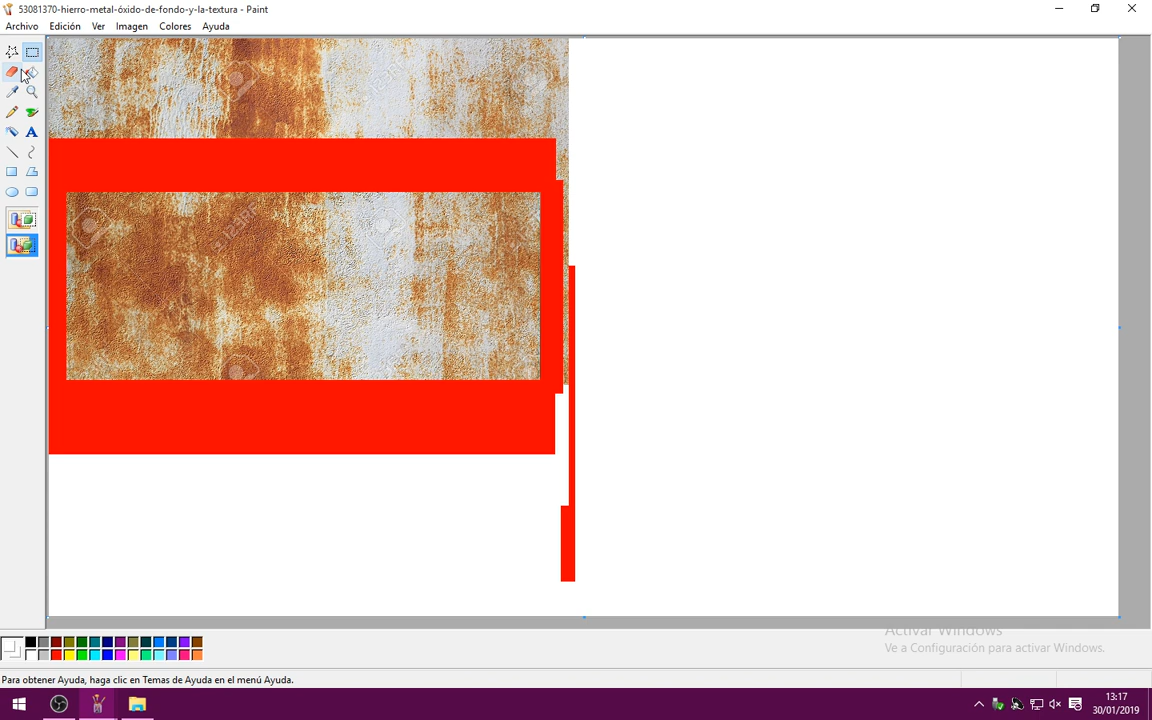 53081370-hierro-metal-óxido-de-fondo-y-la-textura - Paint
Archivo Edición Ver Imagen Colores Ayuda
A
123RF
Activar Windows
Ve a Configuración para activar Windows.
Para obtener Ayuda, haga clic en Temas de Ayuda en el menú Ayuda.
13:17
30/01/2019